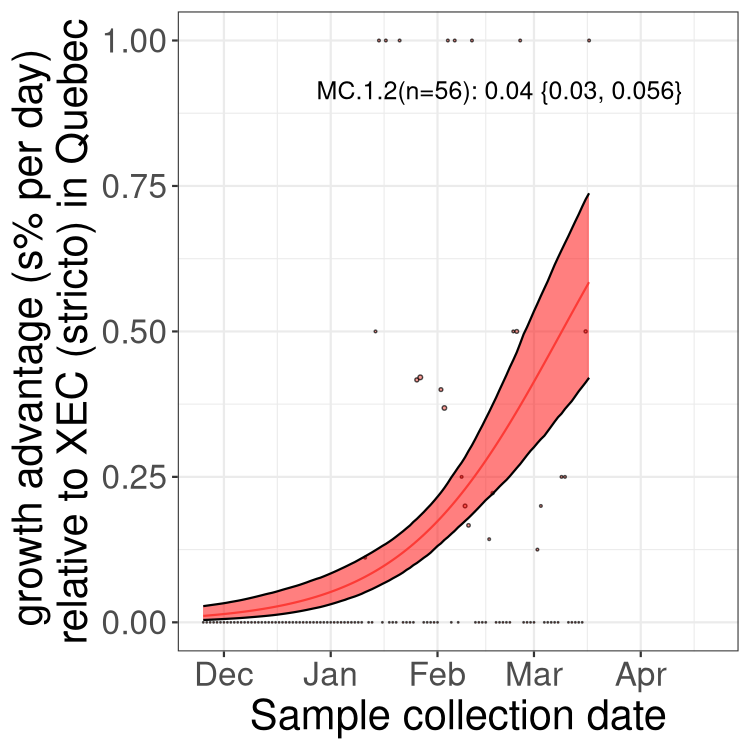 growth advantage (s% per day)
relative to XEC (stricto) in Quebec
1.00
0.75
0.50
0.25
0.00
MC.1.2(n=56): 0.04 {0.03, 0.056}
Dec Jan Feb Mar Apr
Sample collection date